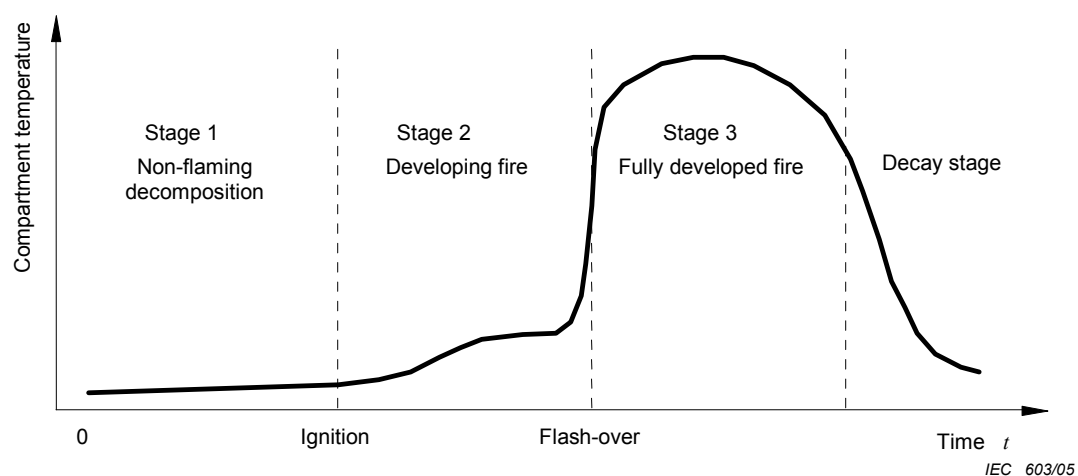 Compartment temperature
Stage 1
Non-flaming
decomposition
Stage 2
Developing fire
Stage 3
Fully developed fire
Decay stage
0
Ignition
Flash-over
Time t
IEC 603/05